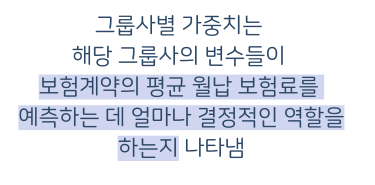 그룹사별 가중치는
해당 그룹사의 변수들이
보험계약의 평균 월납 보험료를
예측하는 데 얼마나 결정적인 역할을
하는지 나타냄